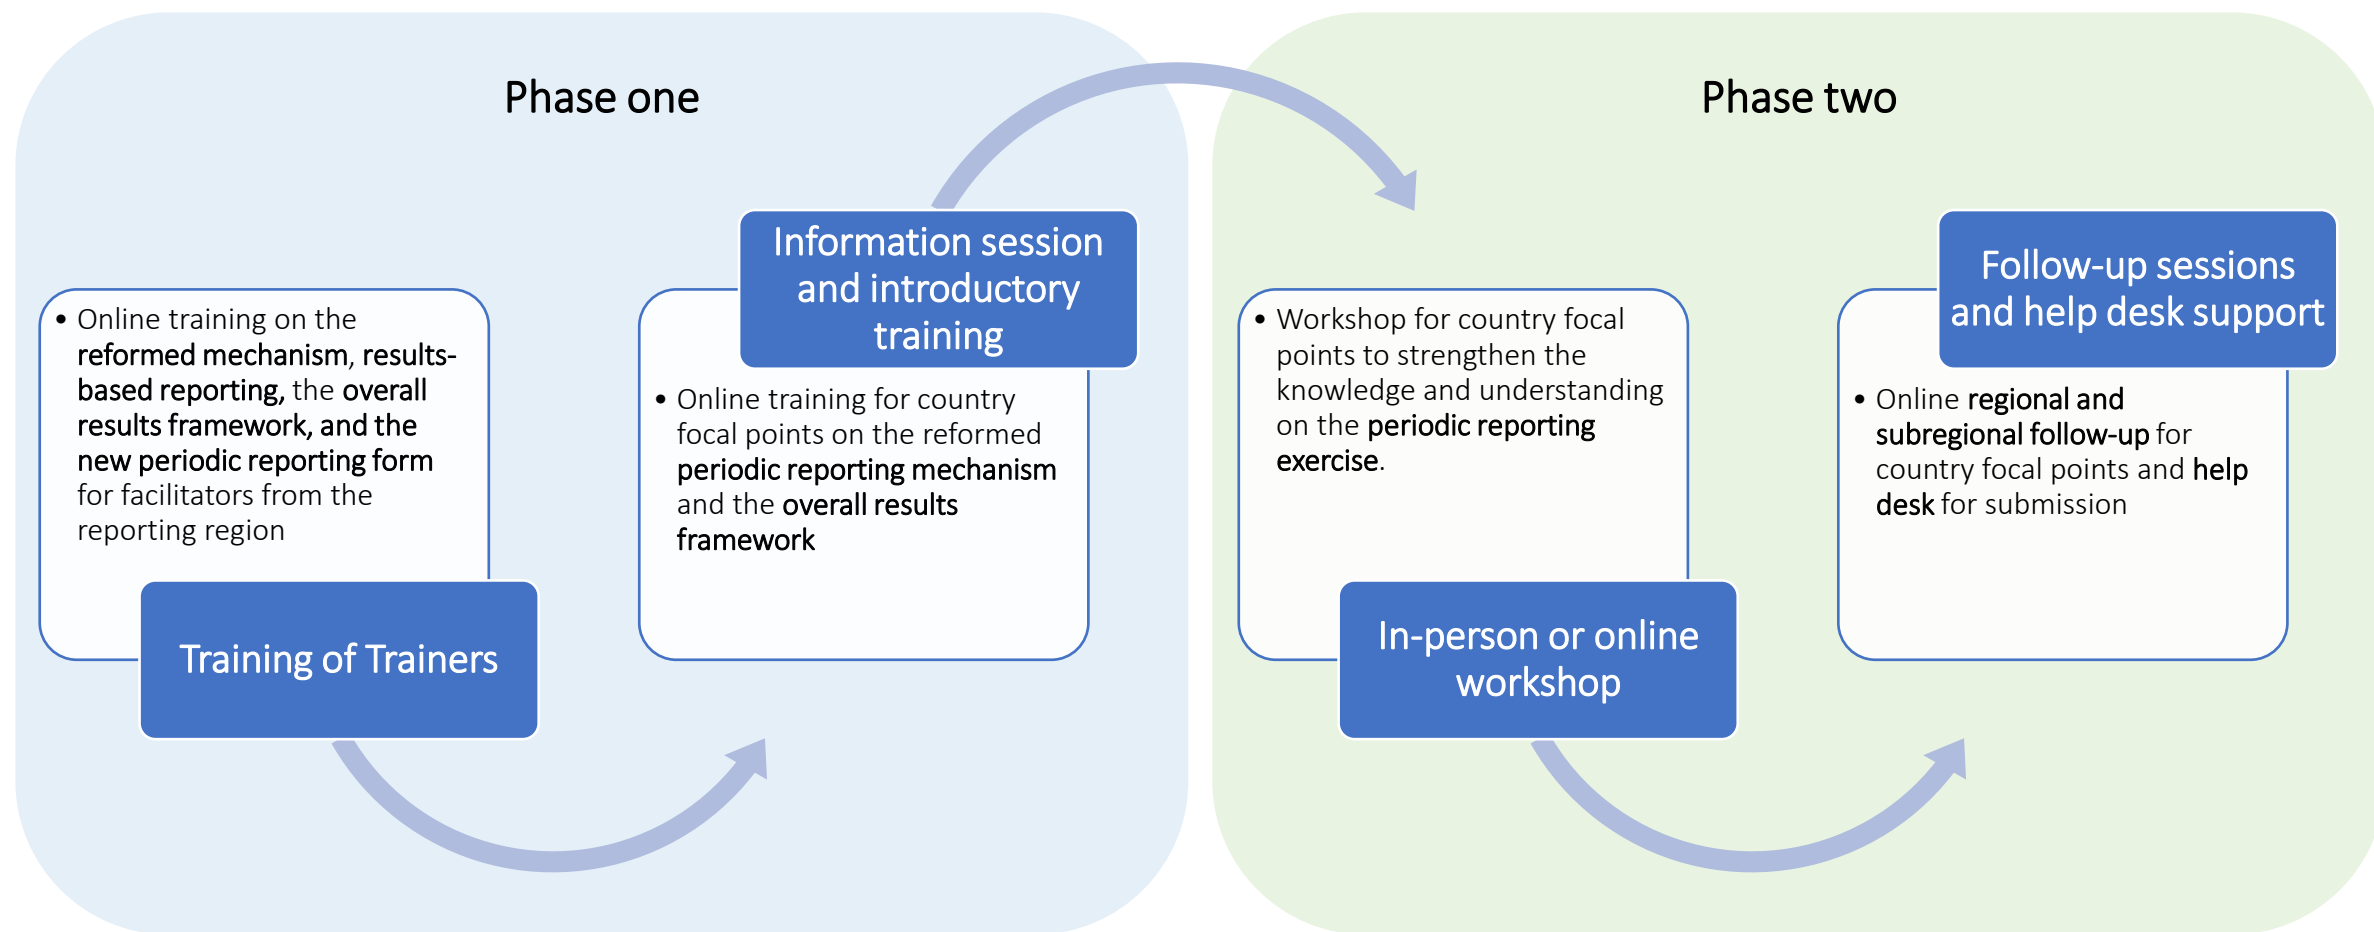 Phase one
• Online training on the
reformed mechanism, results-
based reporting, the overall
results framework, and the
new periodic reporting form
for facilitators from the
reporting region
Training of Trainers
Information session
and introductory
training
• Online training for country
focal points on the reformed
periodic reporting mechanism
and the overall results
framework
Phase two
• Workshop for country focal
points to strengthen the
knowledge and understanding
on the periodic reporting
exercise.
In-person or online
workshop
Follow-up sessions
and help desk support
• Online regional and
subregional follow-up for
country focal points and help
desk for submission